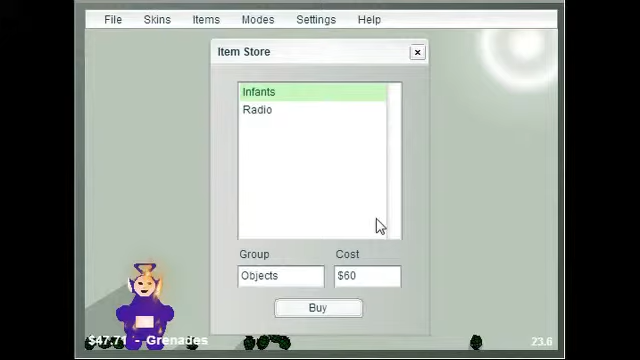 File Skins Items Modes Settings Help
Item Store
Infants
Radio
Group Cost
Objects $60
Buy
$47.71 - Grenades 23.6